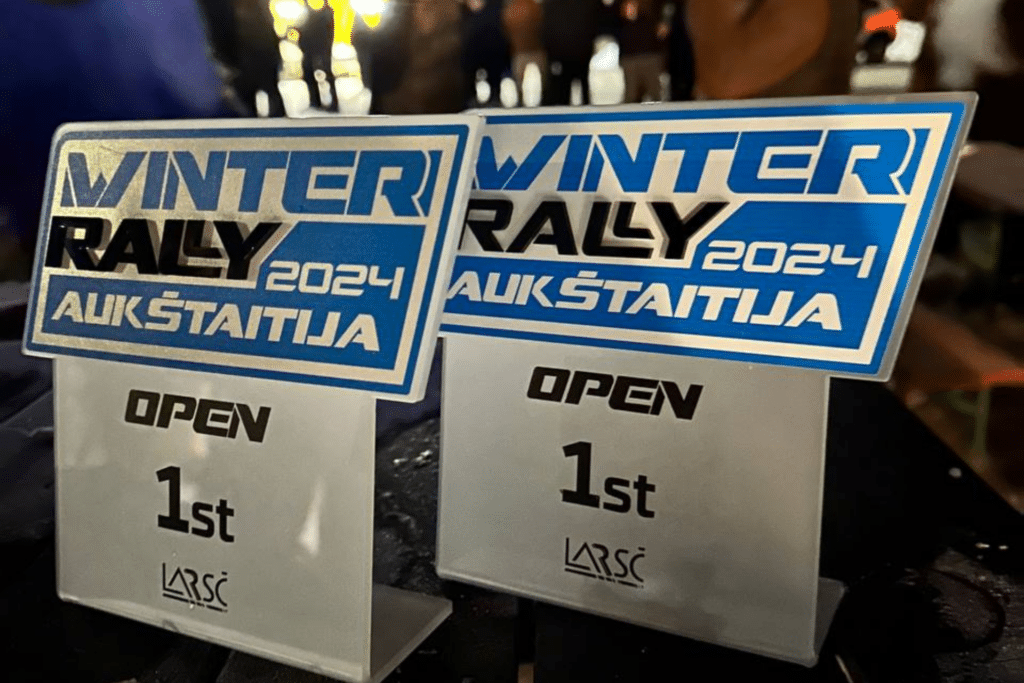 WINTER
RALLY
2024
AUKŠTAITIJA
OPEN
1st
LARSČ
WINTER
RALLY
2024
AUKŠTAITIJA
OPEN
1st
LARSČ